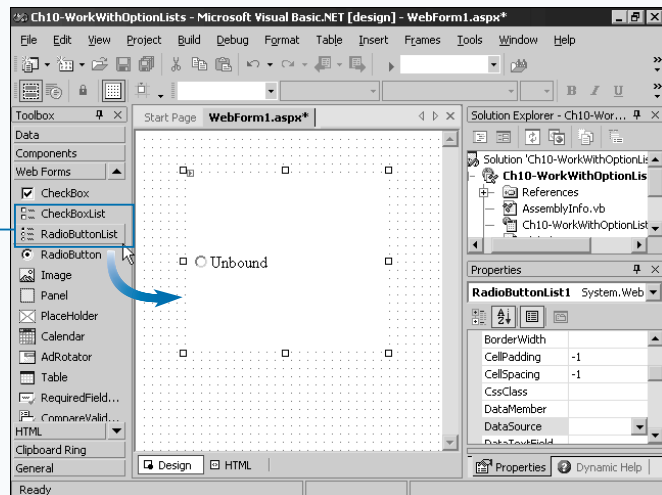 Ch10-WorkWithOptionLists - Microsoft Visual Basic.NET [design] - WebForm1.aspx*
File Edit View Project Build Debug Format Table Insert Frames Tools Window Help
B I U
Toolbox
Data
Components
Web Forms
CheckBox
CheckBoxList
RadioButtonList
RadioButton
Image
Panel
PlaceHolder
Calendar
AdRotator
Table
RequiredField...
CompareValid...
HTML
Clipboard Ring
General
Start Page WebForm1.aspx*
Unbound
Design HTML
Solution Explorer - Ch10-Wor...
Solution 'Ch10-WorkWithOptionLis
Ch10-WorkWithOptionLis
References
AssemblyInfo.vb
Ch10-WorkWithOptionList
Properties
RadioButtonList1 System.Web
BorderWidth
CellPadding -1
CellSpacing -1
CssClass
DataMember
DataSource
DataTextField
Properties Dynamic Help
Ready